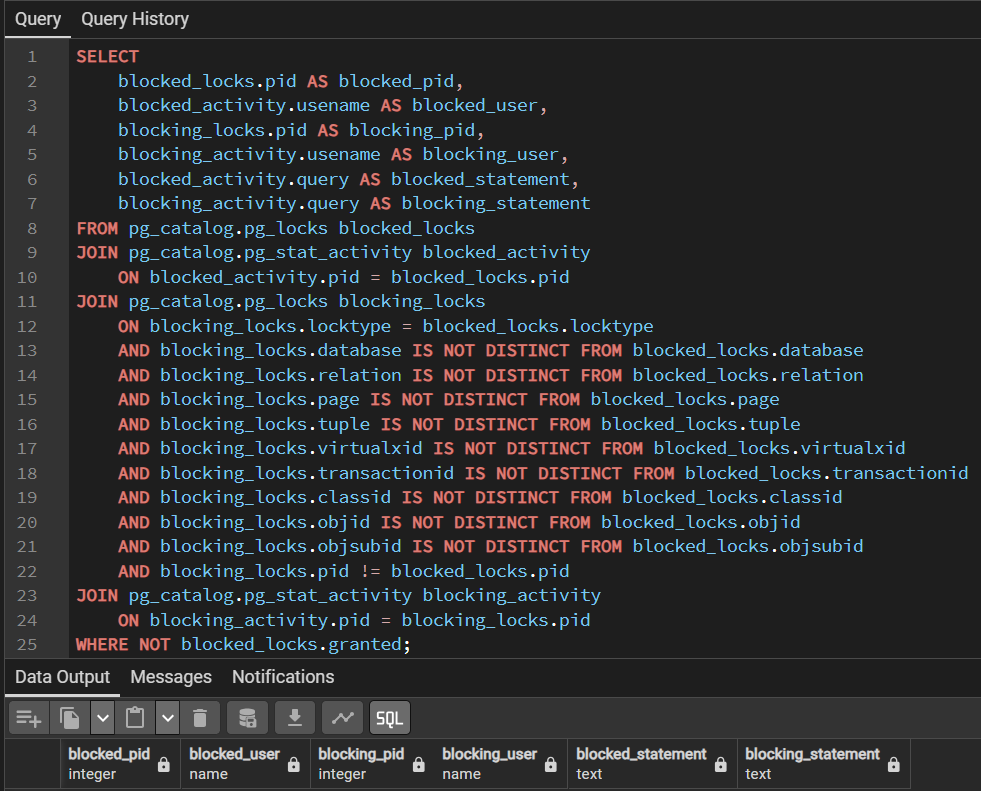 Query Query History
1 SELECT
2 blocked_locks.pid AS blocked_pid,
3 blocked_activity.usename AS blocked_user,
4 blocking_locks.pid AS blocking_pid,
5 blocking_activity.usename AS blocking_user,
6 blocked_activity.query AS blocked_statement,
7 blocking_activity.query AS blocking_statement
8 FROM pg_catalog.pg_locks blocked_locks
9 JOIN pg_catalog.pg_stat_activity blocked_activity
10 ON blocked_activity.pid = blocked_locks.pid
11 JOIN pg_catalog.pg_locks blocking_locks
12 ON blocking_locks.locktype = blocked_locks.locktype
13 AND blocking_locks.database IS NOT DISTINCT FROM blocked_locks.database
14 AND blocking_locks.relation IS NOT DISTINCT FROM blocked_locks.relation
15 AND blocking_locks.page IS NOT DISTINCT FROM blocked_locks.page
16 AND blocking_locks.tuple IS NOT DISTINCT FROM blocked_locks.tuple
17 AND blocking_locks.virtualxid IS NOT DISTINCT FROM blocked_locks.virtualxid
18 AND blocking_locks.transactionid IS NOT DISTINCT FROM blocked_locks.transactionid
19 AND blocking_locks.classid IS NOT DISTINCT FROM blocked_locks.classid
20 AND blocking_locks.objid IS NOT DISTINCT FROM blocked_locks.objid
21 AND blocking_locks.objsubid IS NOT DISTINCT FROM blocked_locks.objsubid
22 AND blocking_locks.pid != blocked_locks.pid
23 JOIN pg_catalog.pg_stat_activity blocking_activity
24 ON blocking_activity.pid = blocking_locks.pid
25 WHERE NOT blocked_locks.granted;
Data Output Messages Notifications
SQL
blocked_pid blocked_user blocking_pid blocking_user blocked_statement blocking_statement
integer name integer name text text